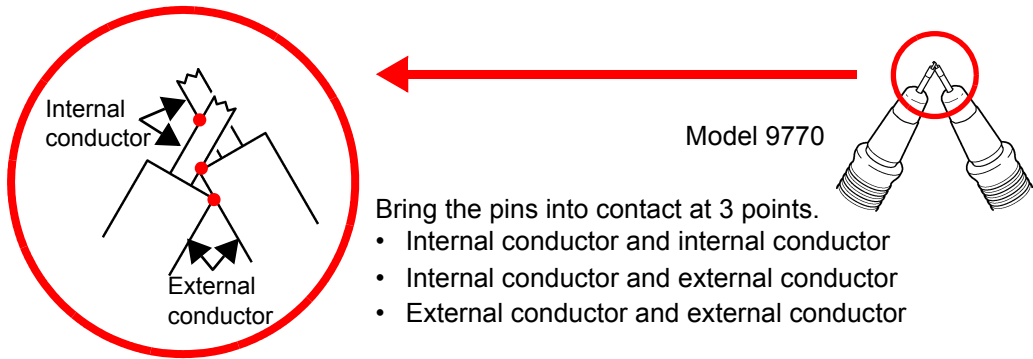 Internal
conductor
External
conductor
Model 9770
Bring the pins into contact at 3 points.
• Internal conductor and internal conductor
• Internal conductor and external conductor
• External conductor and external conductor